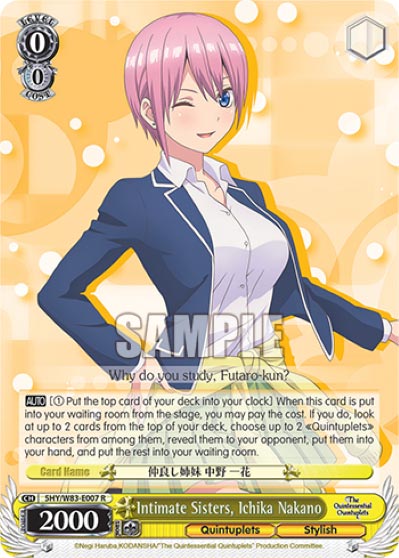 LEVEL
0
0
COST
SAMPLE
Why do you study, Futaro-kun?
AUTO [① Put the top card of your deck into your clock] When this card is put
into your waiting room from the stage, you may pay the cost. If you do, look
at up to 2 cards from the top of your deck, choose up to 2 «Quintuplets»
characters from among them, reveal them to your opponent, put them into
your hand, and put the rest into your waiting room.
Card Name 仲良し姉妹 中野 一花
CH 5HY/W83-E007 R
Intimate Sisters, Ichika Nakano
The
Quintessential
Quintuplets
POWER
2000
Quintuplets
Stylish
©Negi Haruba,KODANSHA/"The Quintessential Quintuplets" Production Committee.